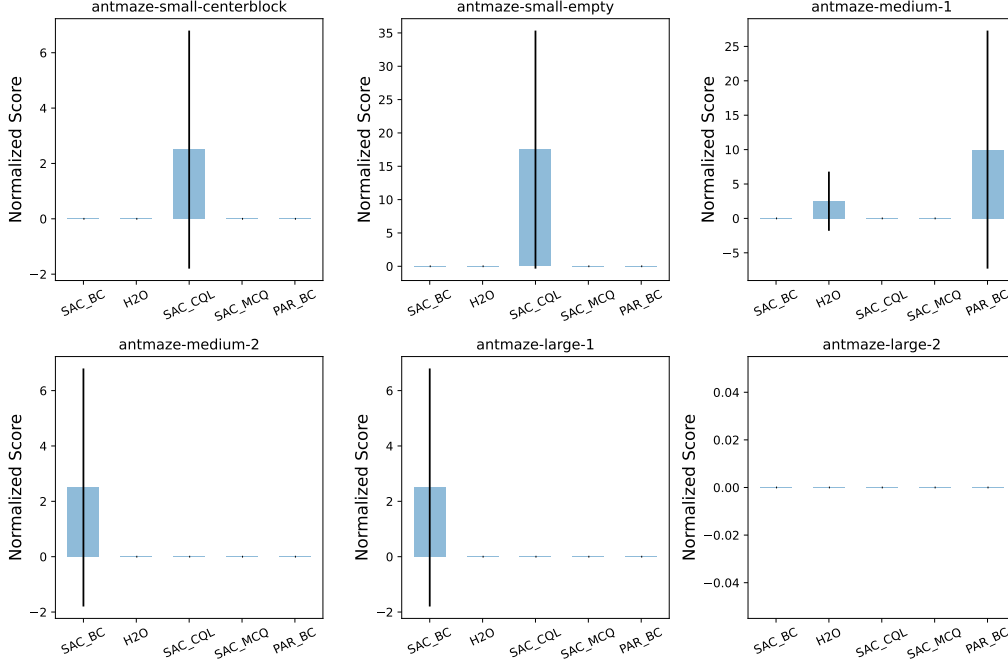 antmaze-small-centerblock
Normalized Score
6
4
2
0
−2
SAC_BC H2O SAC_CQL SAC_MCQ PAR_BC
antmaze-small-empty
Normalized Score
35
30
25
20
15
10
5
0
SAC_BC H2O SAC_CQL SAC_MCQ PAR_BC
antmaze-medium-1
Normalized Score
25
20
15
10
5
0
−5
SAC_BC H2O SAC_CQL SAC_MCQ PAR_BC
antmaze-medium-2
Normalized Score
6
4
2
0
−2
SAC_BC H2O SAC_CQL SAC_MCQ PAR_BC
antmaze-large-1
Normalized Score
6
4
2
0
−2
SAC_BC H2O SAC_CQL SAC_MCQ PAR_BC
antmaze-large-2
Normalized Score
0.04
0.02
0.00
−0.02
−0.04
SAC_BC H2O SAC_CQL SAC_MCQ PAR_BC